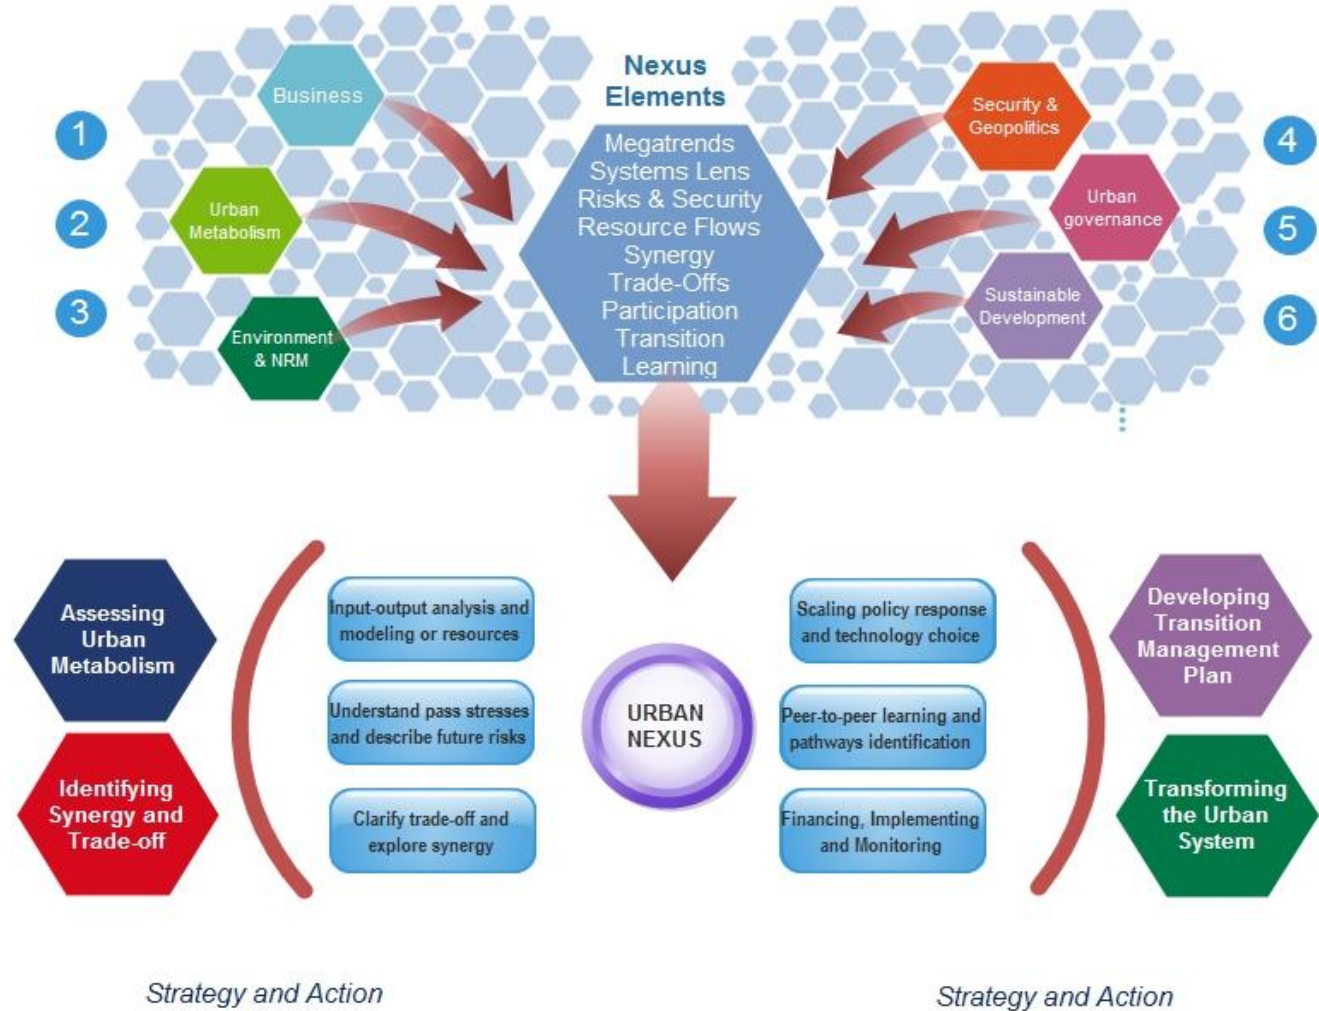 Nexus
Elements
1
Business
2
Urban
Metabolism
3
Environment
& NRM
Megatrends
Systems Lens
Risks & Security
Resource Flows
Synergy
Trade-Offs
Participation
Transition
Learning
Security &
Geopolitics
4
Urban
governance
5
Sustainable
Development
6
Assessing
Urban
Metabolism
Identifying
Synergy and
Trade-off
Input-output analysis and
modeling or resources
Understand pass stresses
and describe future risks
Clarify trade-off and
explore synergy
URBAN
NEXUS
Scaling policy response
and technology choice
Peer-to-peer learning and
pathways identification
Financing, Implementing
and Monitoring
Developing
Transition
Management
Plan
Transforming
the Urban
System
Strategy and Action
Strategy and Action